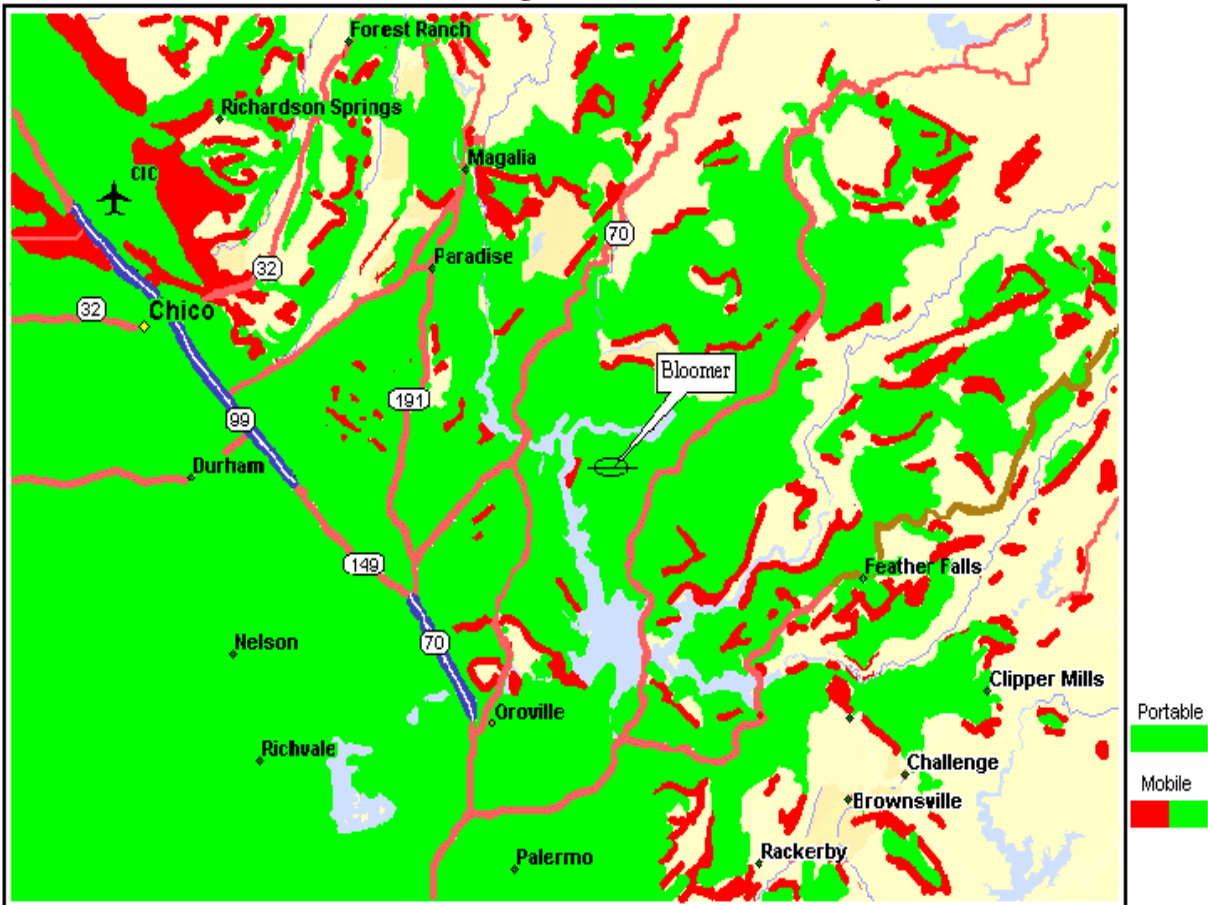 Forest Ranch
Richardson Springs
CIC
Magalia
70
Paradise
32
32
Chico
Bloomer
191
99
Durham
149
Feather Falls
Nelson
70
Clipper Mills
Oroville
Portable
Richvale
Challenge
Mobile
Brownsville
Palermo
Rackerby